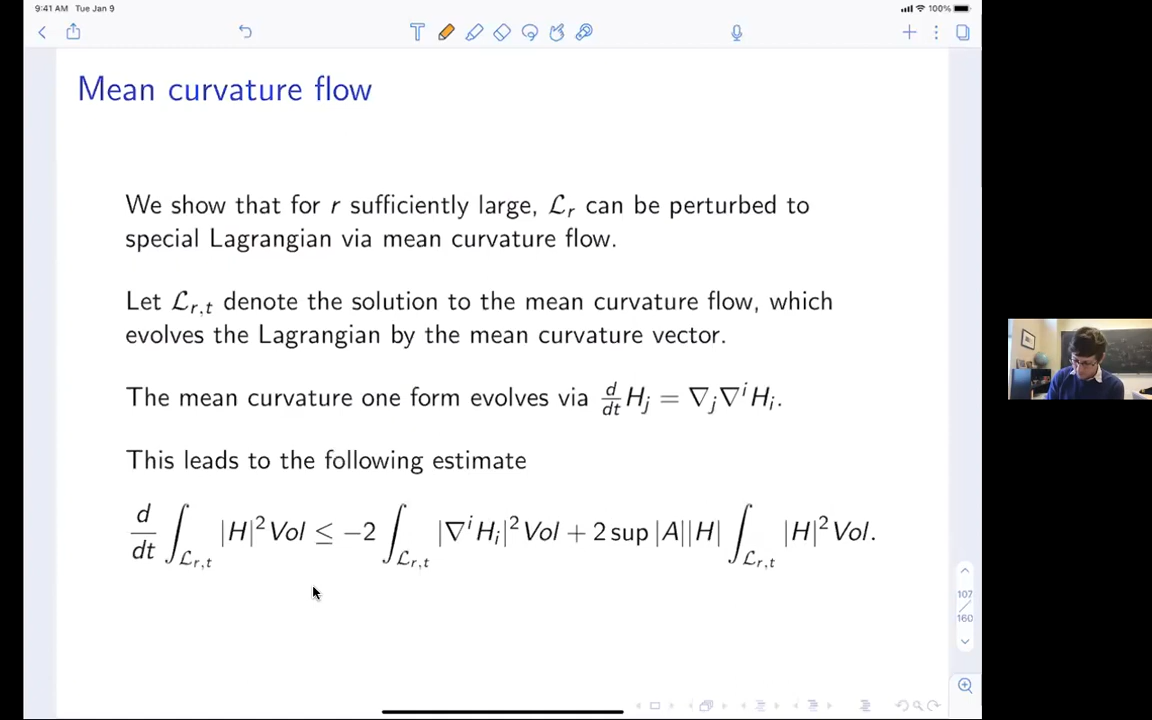 9:41 AM Tue Jan 9
100%
T
Mean curvature flow
We show that for r sufficiently large, ℒ_r can be perturbed to
special Lagrangian via mean curvature flow.
Let ℒ_{r,t} denote the solution to the mean curvature flow, which
evolves the Lagrangian by the mean curvature vector.
The mean curvature one form evolves via d/dt H_j = ∇_j∇^i H_i.
This leads to the following estimate
d/dt ∫_{ℒ_{r,t}} |H|² Vol ≤ −2 ∫_{ℒ_{r,t}} |∇^i H_i|² Vol + 2 sup |A||H| ∫_{ℒ_{r,t}} |H|² Vol.
107
/
160